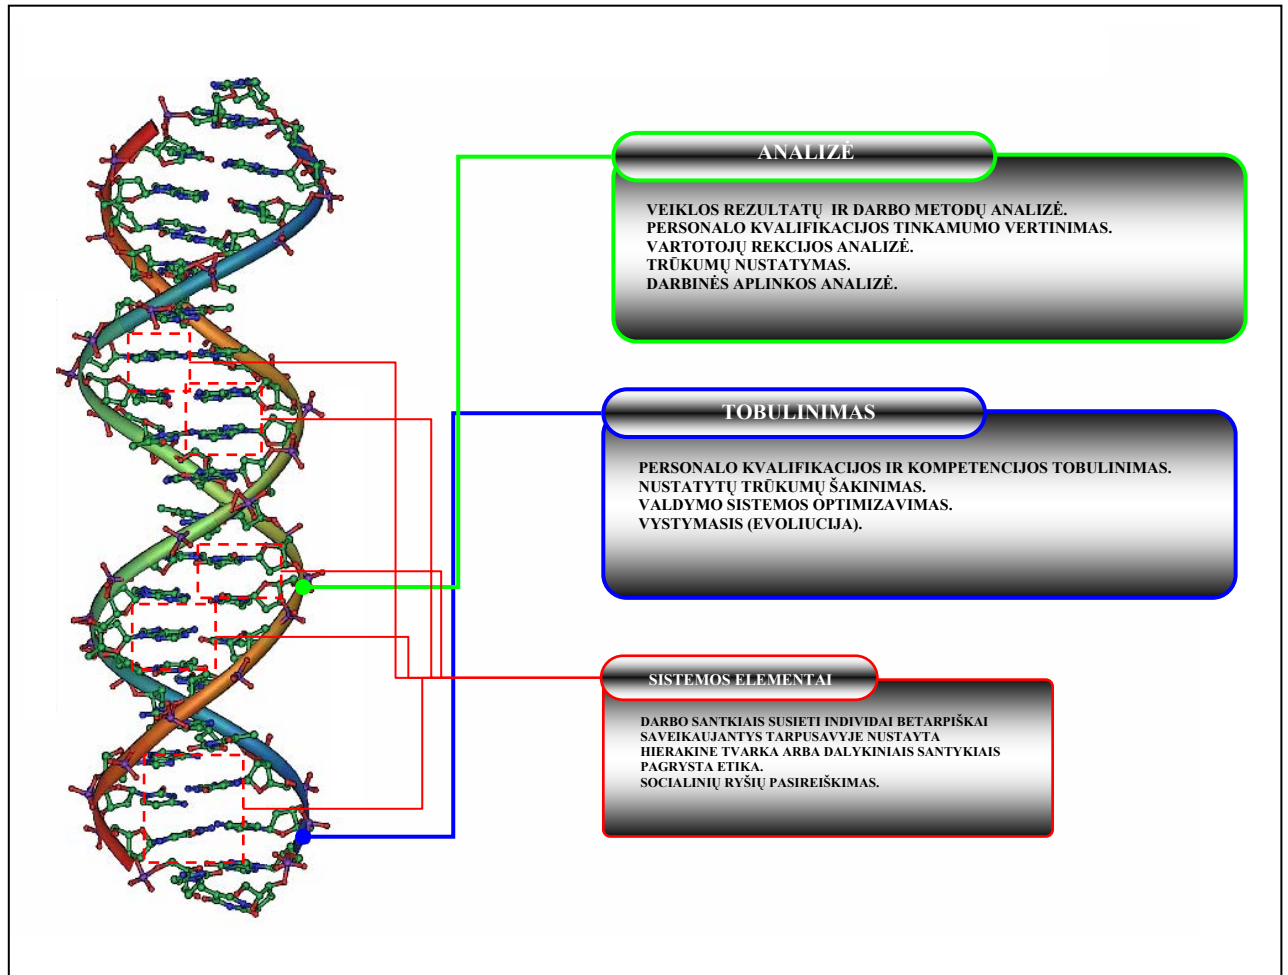 ANALIZĖ
VEIKLOS REZULTATŲ  IR DARBO METODŲ ANALIZĖ.
PERSONALO KVALIFIKACIJOS TINKAMUMO VERTINIMAS.
VARTOTOJŲ REKCIJOS ANALIZĖ.
TRŪKUMŲ NUSTATYMAS.
DARBINĖS APLINKOS ANALIZĖ.
TOBULINIMAS
PERSONALO KVALIFIKACIJOS IR KOMPETENCIJOS TOBULINIMAS.
NUSTATYTŲ TRŪKUMŲ ŠAKINIMAS.
VALDYMO SISTEMOS OPTIMIZAVIMAS.
VYSTYMASIS (EVOLIUCIJA).
SISTEMOS ELEMENTAI
DARBO SANTKIAIS SUSIETI INDIVIDAI BETARPIŠKAI
SAVEIKAUJANTYS TARPUSAVYJE NUSTAYTA
HIERAKINE TVARKA ARBA DALYKINIAIS SANTYKIAIS
PAGRYSTA ETIKA.
SOCIALINIŲ RYŠIŲ PASIREIŠKIMAS.